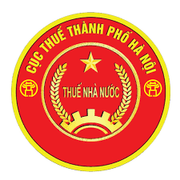 CỤC THUẾ THÀNH PHỐ HÀ NỘI
THUẾ NHÀ NƯỚC